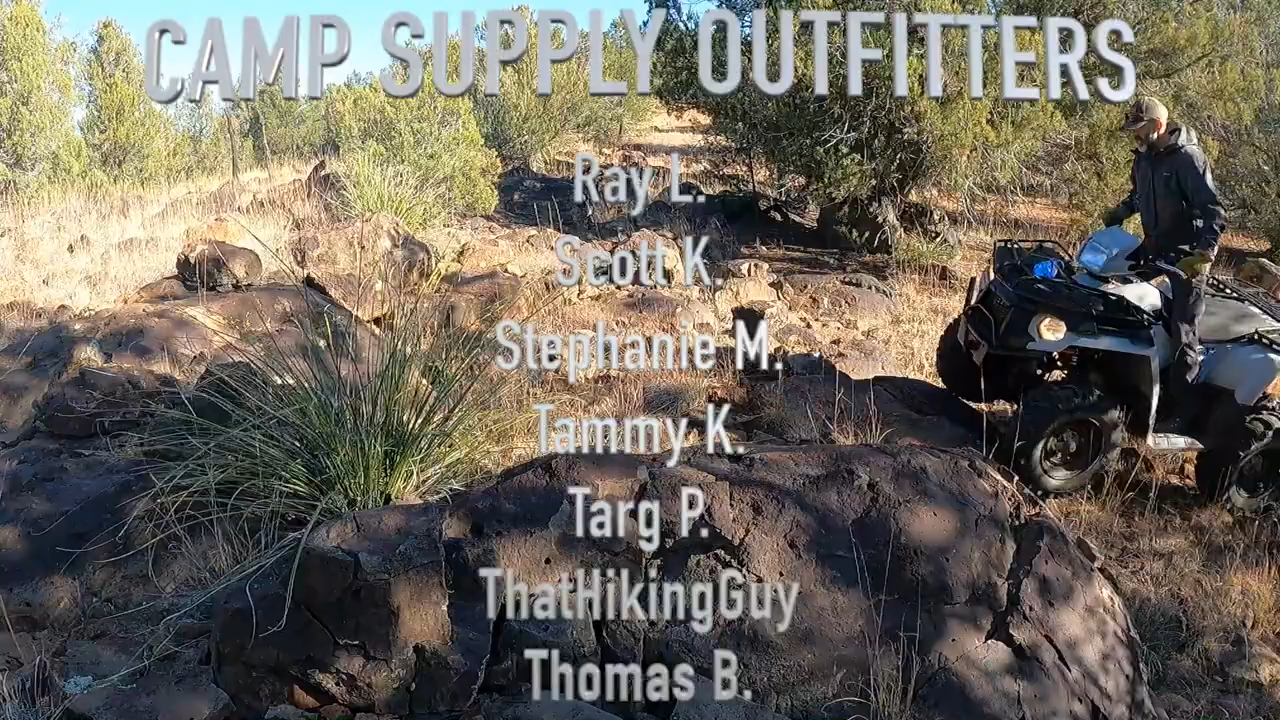 CAMP SUPPLY OUTFITTERS
Ray L.
Scott K.
Stephanie M.
Tammy K.
Targ P.
ThatHikingGuy
Thomas B.